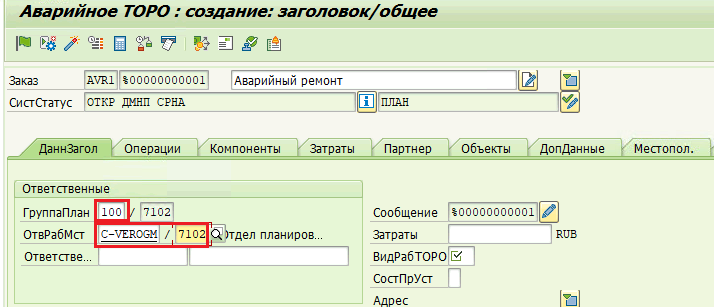 Аварийное ТОРО : создание: заголовок/общее
Заказ AVR1 %00000000001 Аварийный ремонт
СистСтатус ОТКР ДМНП СРНА ПЛАН
ДаннЗагол Операции Компоненты Затраты Партнер Объекты ДопДанные Местопол.
Ответственные
ГруппаПлан 100 / 7102
ОтвРабМст C-VEROGM / 7102 Отдел планиров...
Ответстве...
Сообщение %00000000001
Затраты RUB
ВидРабТОРО
СостПрУст
Адрес